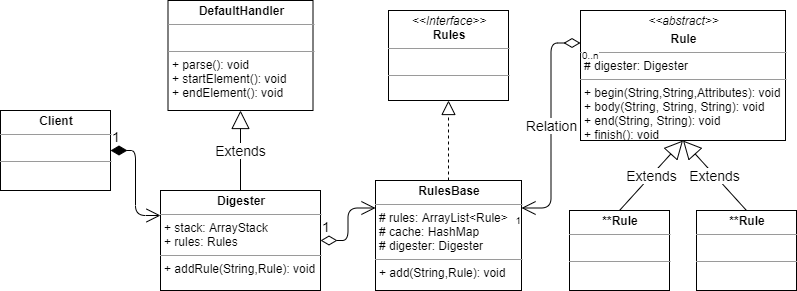 DefaultHandler
+ parse(): void
+ startElement(): void
+ endElement(): void
<<Interface>>
Rules
<<abstract>>
Rule
0..n
# digester: Digester
+ begin(String,String,Attributes): void
+ body(String, String, String): void
+ end(String, String): void
+ finish(): void
Client
1
Extends
Relation
Extends
Extends
Digester
+ stack: ArrayStack
+ rules: Rules
+ addRule(String,Rule): void
1
RulesBase
# rules: ArrayList<Rule>
# cache: HashMap
# digester: Digester
+ add(String,Rule): void
1
**Rule
**Rule